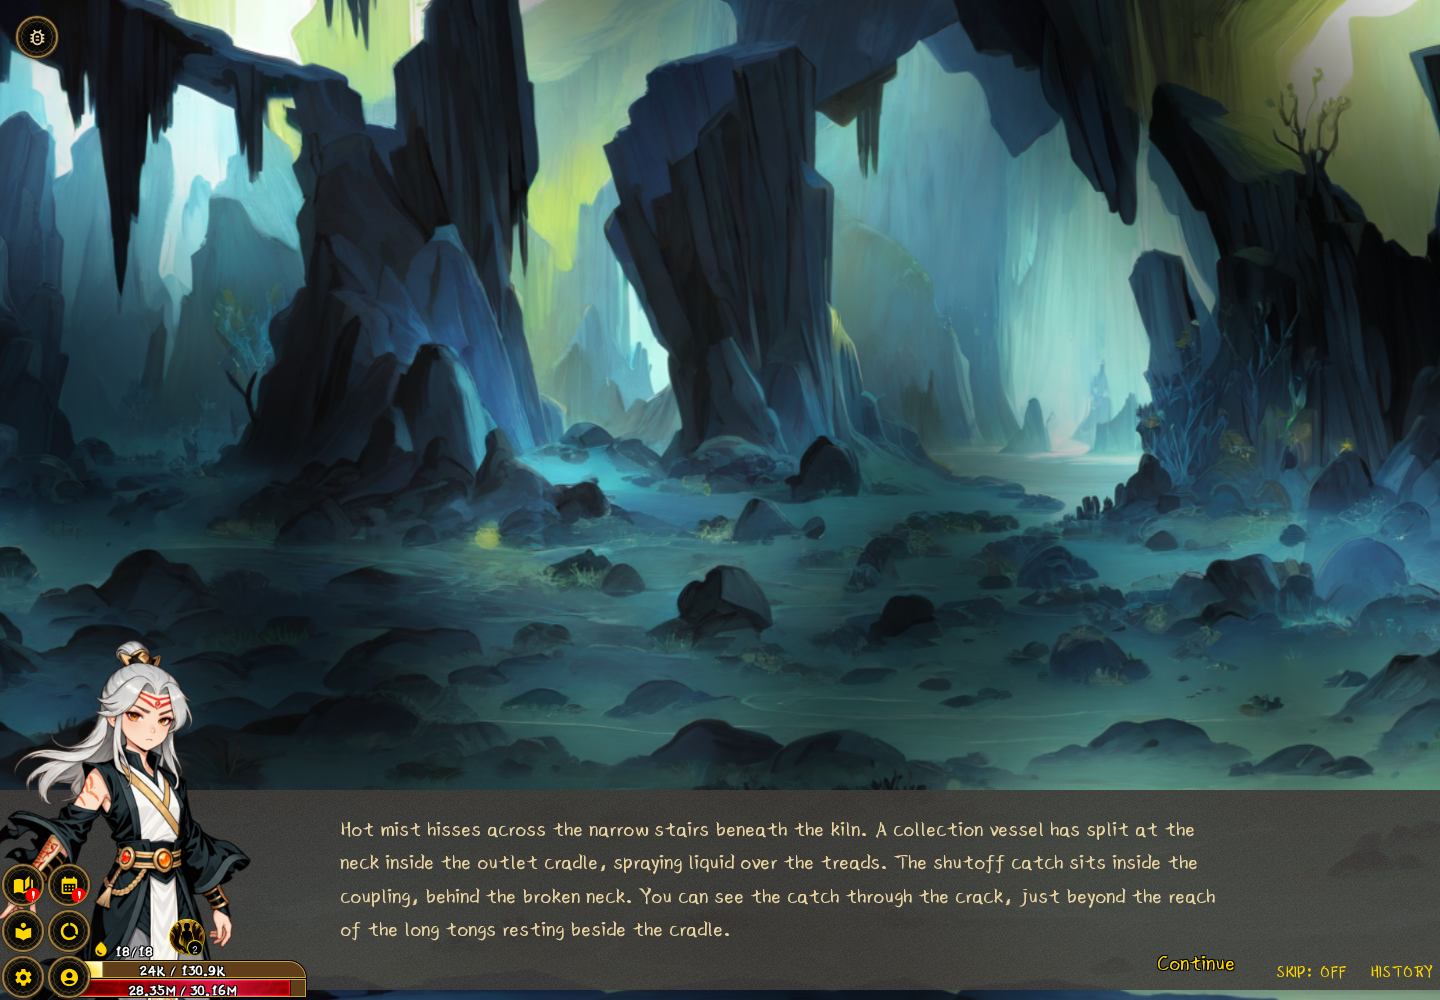 Hot mist hisses across the narrow stairs beneath the kiln. A collection vessel has split at the
neck inside the outlet cradle, spraying liquid over the treads. The shutoff catch sits inside the
coupling, behind the broken neck. You can see the catch through the crack, just beyond the reach
of the long tongs resting beside the cradle.
Continue
SKIP: OFF
HISTORY
18/18
2
24k / 130.9k
28.35M / 30.16M